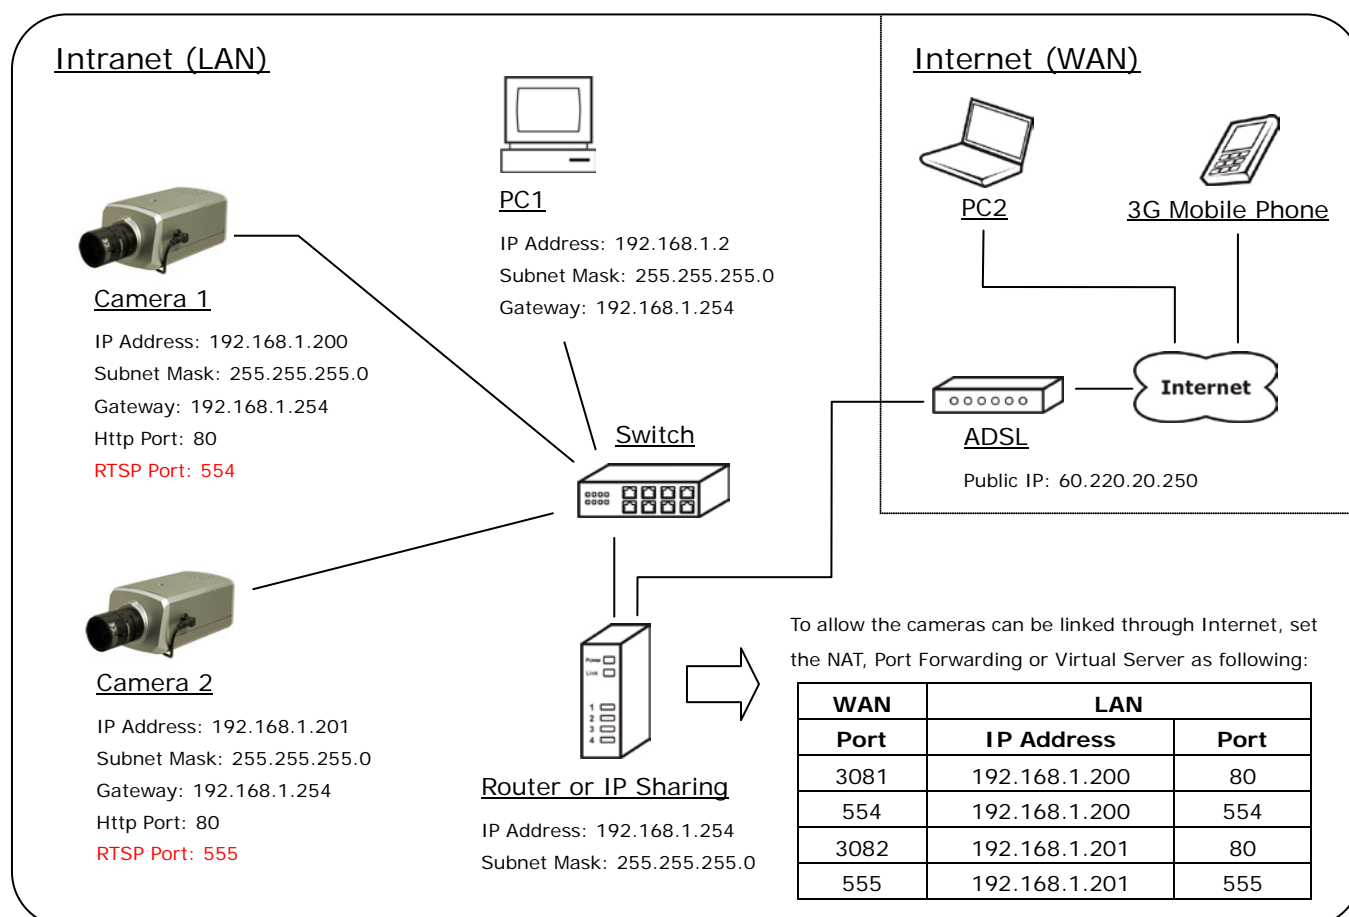 Intranet (LAN)
Internet (WAN)
PC1
IP Address: 192.168.1.2
Subnet Mask: 255.255.255.0
Gateway: 192.168.1.254
PC2
3G Mobile Phone
Camera 1
IP Address: 192.168.1.200
Subnet Mask: 255.255.255.0
Gateway: 192.168.1.254
Http Port: 80
RTSP Port: 554
Internet
ADSL
Public IP: 60.220.20.250
Switch
Camera 2
IP Address: 192.168.1.201
Subnet Mask: 255.255.255.0
Gateway: 192.168.1.254
Http Port: 80
RTSP Port: 555
Power
Link
1
2
3
4
Router or IP Sharing
IP Address: 192.168.1.254
Subnet Mask: 255.255.255.0
To allow the cameras can be linked through Internet, set
the NAT, Port Forwarding or Virtual Server as following:
WAN LAN
Port IP Address Port
3081 192.168.1.200 80
554 192.168.1.200 554
3082 192.168.1.201 80
555 192.168.1.201 555